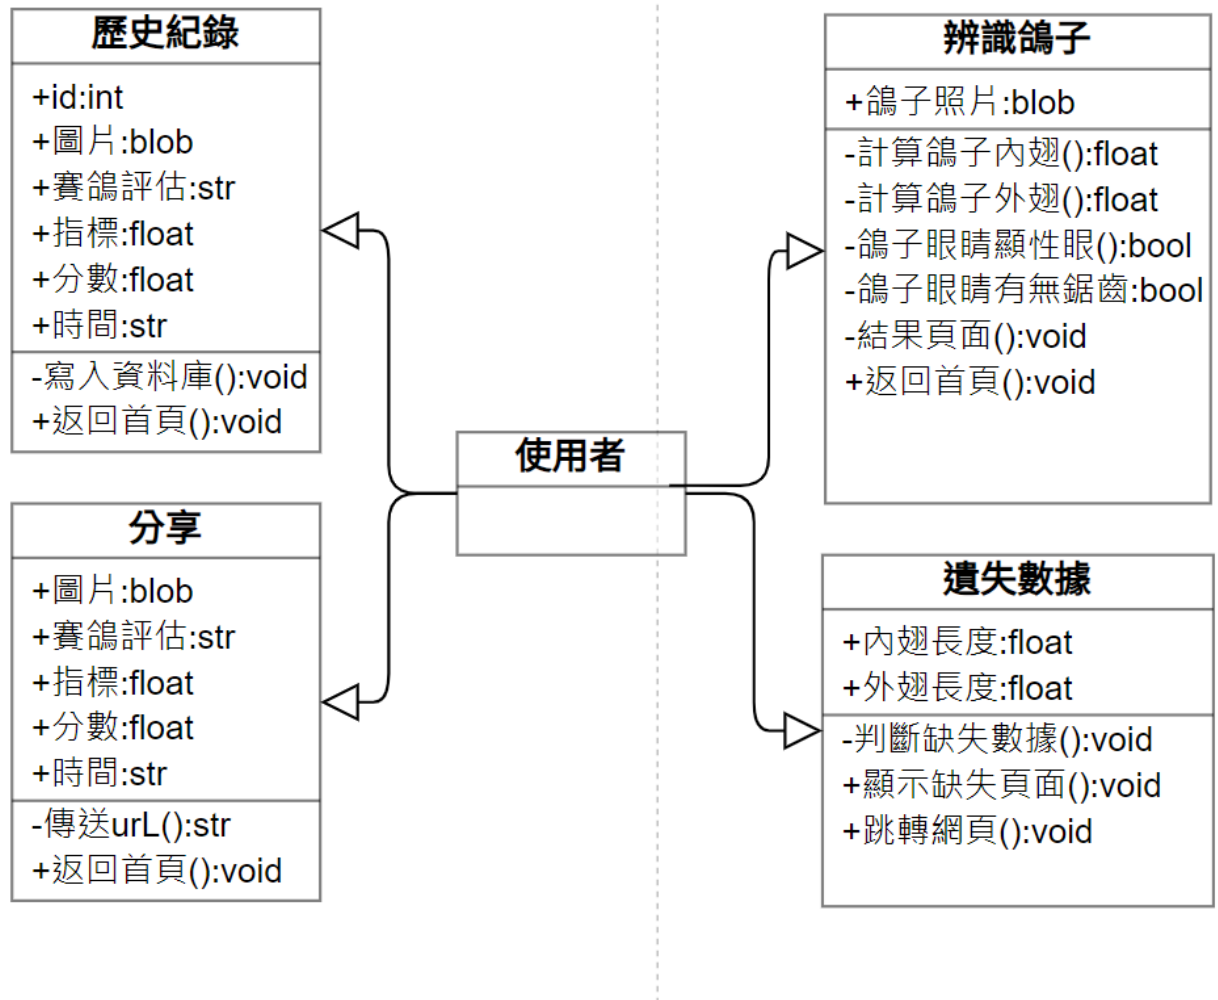 歷史紀錄
+id:int
+圖片:blob
+賽鴿評估:str
+指標:float
+分數:float
+時間:str
-寫入資料庫():void
+返回首頁():void
分享
+圖片:blob
+賽鴿評估:str
+指標:float
+分數:float
+時間:str
-傳送urL():str
+返回首頁():void
使用者
辨識鴿子
+鴿子照片:blob
-計算鴿子內翅():float
-計算鴿子外翅():float
-鴿子眼睛顯性眼():bool
-鴿子眼睛有無鋸齒:bool
-結果頁面():void
+返回首頁():void
遺失數據
+內翅長度:float
+外翅長度:float
-判斷缺失數據():void
+顯示缺失頁面():void
+跳轉網頁():void